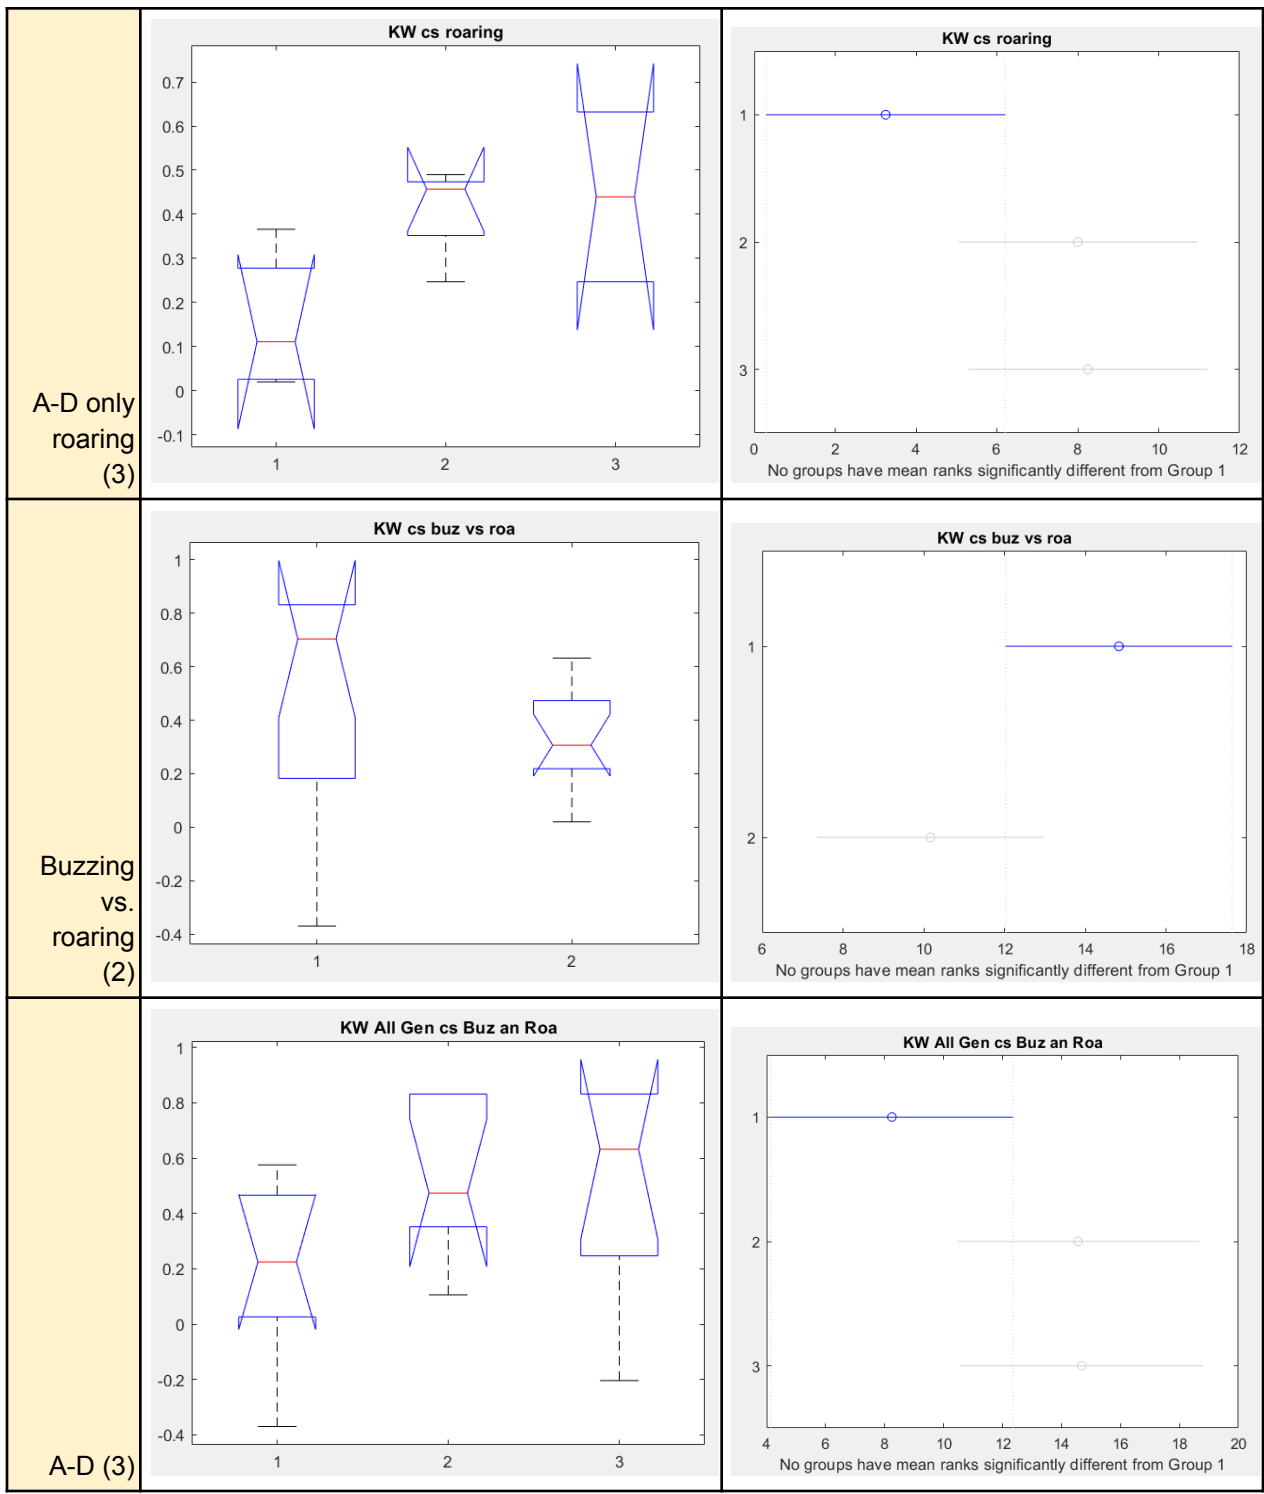 A-D only
roaring
(3)
KW cs roaring
0.7
0.6
0.5
0.4
0.3
0.2
0.1
0
-0.1
1 2 3
KW cs roaring
1
2
3
0 2 4 6 8 10 12
No groups have mean ranks significantly different from Group 1
Buzzing
vs.
roaring
(2)
KW cs buz vs roa
1
0.8
0.6
0.4
0.2
0
-0.2
-0.4
1 2
KW cs buz vs roa
1
2
6 8 10 12 14 16 18
No groups have mean ranks significantly different from Group 1
A-D (3)
KW All Gen cs Buz an Roa
1
0.8
0.6
0.4
0.2
0
-0.2
-0.4
1 2 3
KW All Gen cs Buz an Roa
1
2
3
4 6 8 10 12 14 16 18 20
No groups have mean ranks significantly different from Group 1